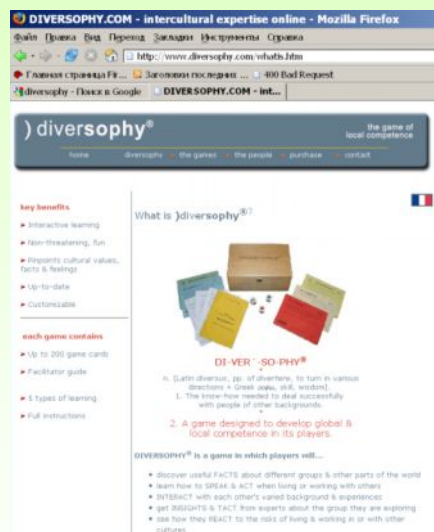 DIVERSOPHY.COM - intercultural expertise online - Mozilla Firefox
Файл Правка Вид Переход Закладки Инструменты Справка
http://www.diversophy.com/whatis.htm
Главная страница Fir... Заголовки последних ... 400 Bad Request
diversophy - Поиск в Google DIVERSOPHY.COM - int...
) diversophy®
the game of
local competence
home diversophy the games the people purchase contact
key benefits
Interactive learning
Non-threatening, fun
Pinpoints cultural values,
facts & feelings
Up-to-date
Customizable
each game contains
Up to 200 game cards
Facilitator guide
5 types of learning
Full instructions
What is )diversophy®?
DI-VER´-SO-PHY®
n. (Latin diversus, pp. of divertere, to turn in various
directions + Greek skill, wisdom).
1. The know-how needed to deal successfully
with people of other backgrounds.
2. A game designed to develop global &
local competence in its players.
DIVERSOPHY® is a game in which players will...
discover useful FACTS about different groups & other parts of the world
learn how to SPEAK & ACT when living or working with others
INTERACT with each other's varied background & experiences
get INSIGHTS & TACT from experts about the group they are exploring
see how they REACT to the risks of living & working in or with other
cultures